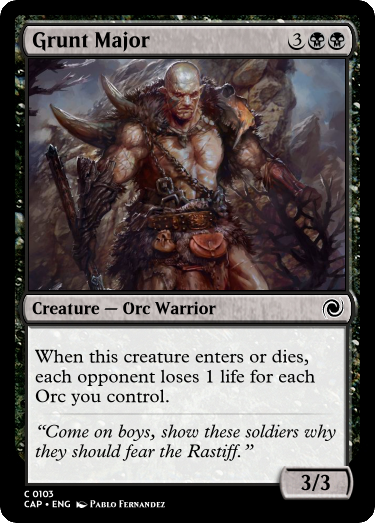 Grunt Major 3
Creature — Orc Warrior
When this creature enters or dies,
each opponent loses 1 life for each
Orc you control.
“Come on boys, show these soldiers why
they should fear the Rastiff.”
3/3
C 0103
CAP • ENG Pablo Fernandez